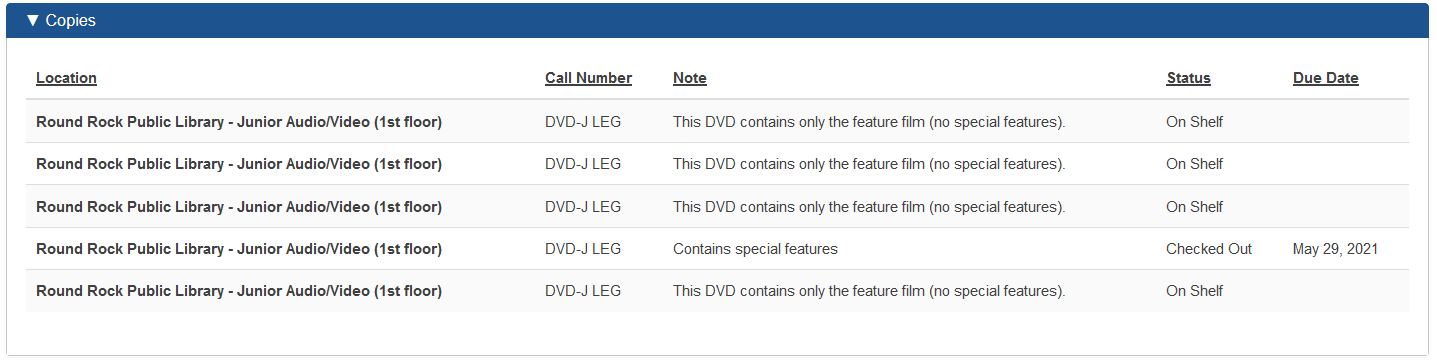 ▼ Copies
Location Call Number Note Status Due Date
Round Rock Public Library - Junior Audio/Video (1st floor) DVD-J LEG This DVD contains only the feature film (no special features). On Shelf
Round Rock Public Library - Junior Audio/Video (1st floor) DVD-J LEG This DVD contains only the feature film (no special features). On Shelf
Round Rock Public Library - Junior Audio/Video (1st floor) DVD-J LEG This DVD contains only the feature film (no special features). On Shelf
Round Rock Public Library - Junior Audio/Video (1st floor) DVD-J LEG Contains special features Checked Out May 29, 2021
Round Rock Public Library - Junior Audio/Video (1st floor) DVD-J LEG This DVD contains only the feature film (no special features). On Shelf